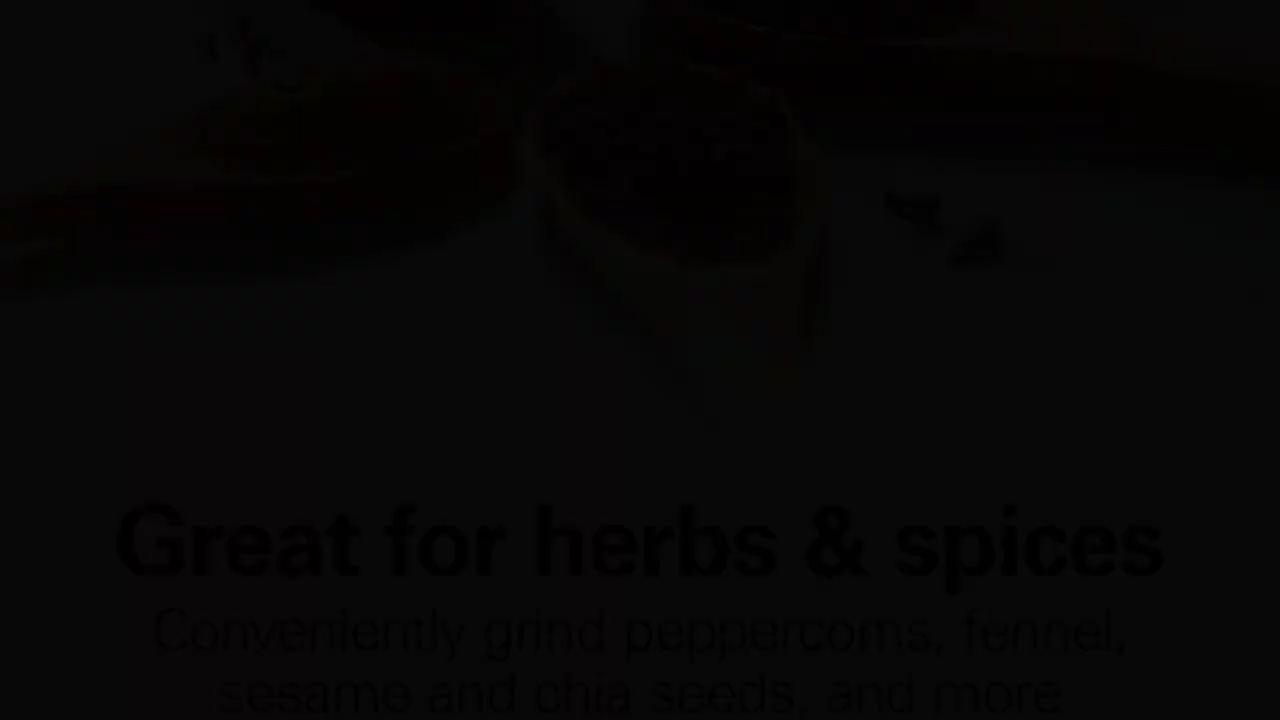 Great for herbs & spices
Conveniently grind peppercorns, fennel,
sesame and chia seeds, and more